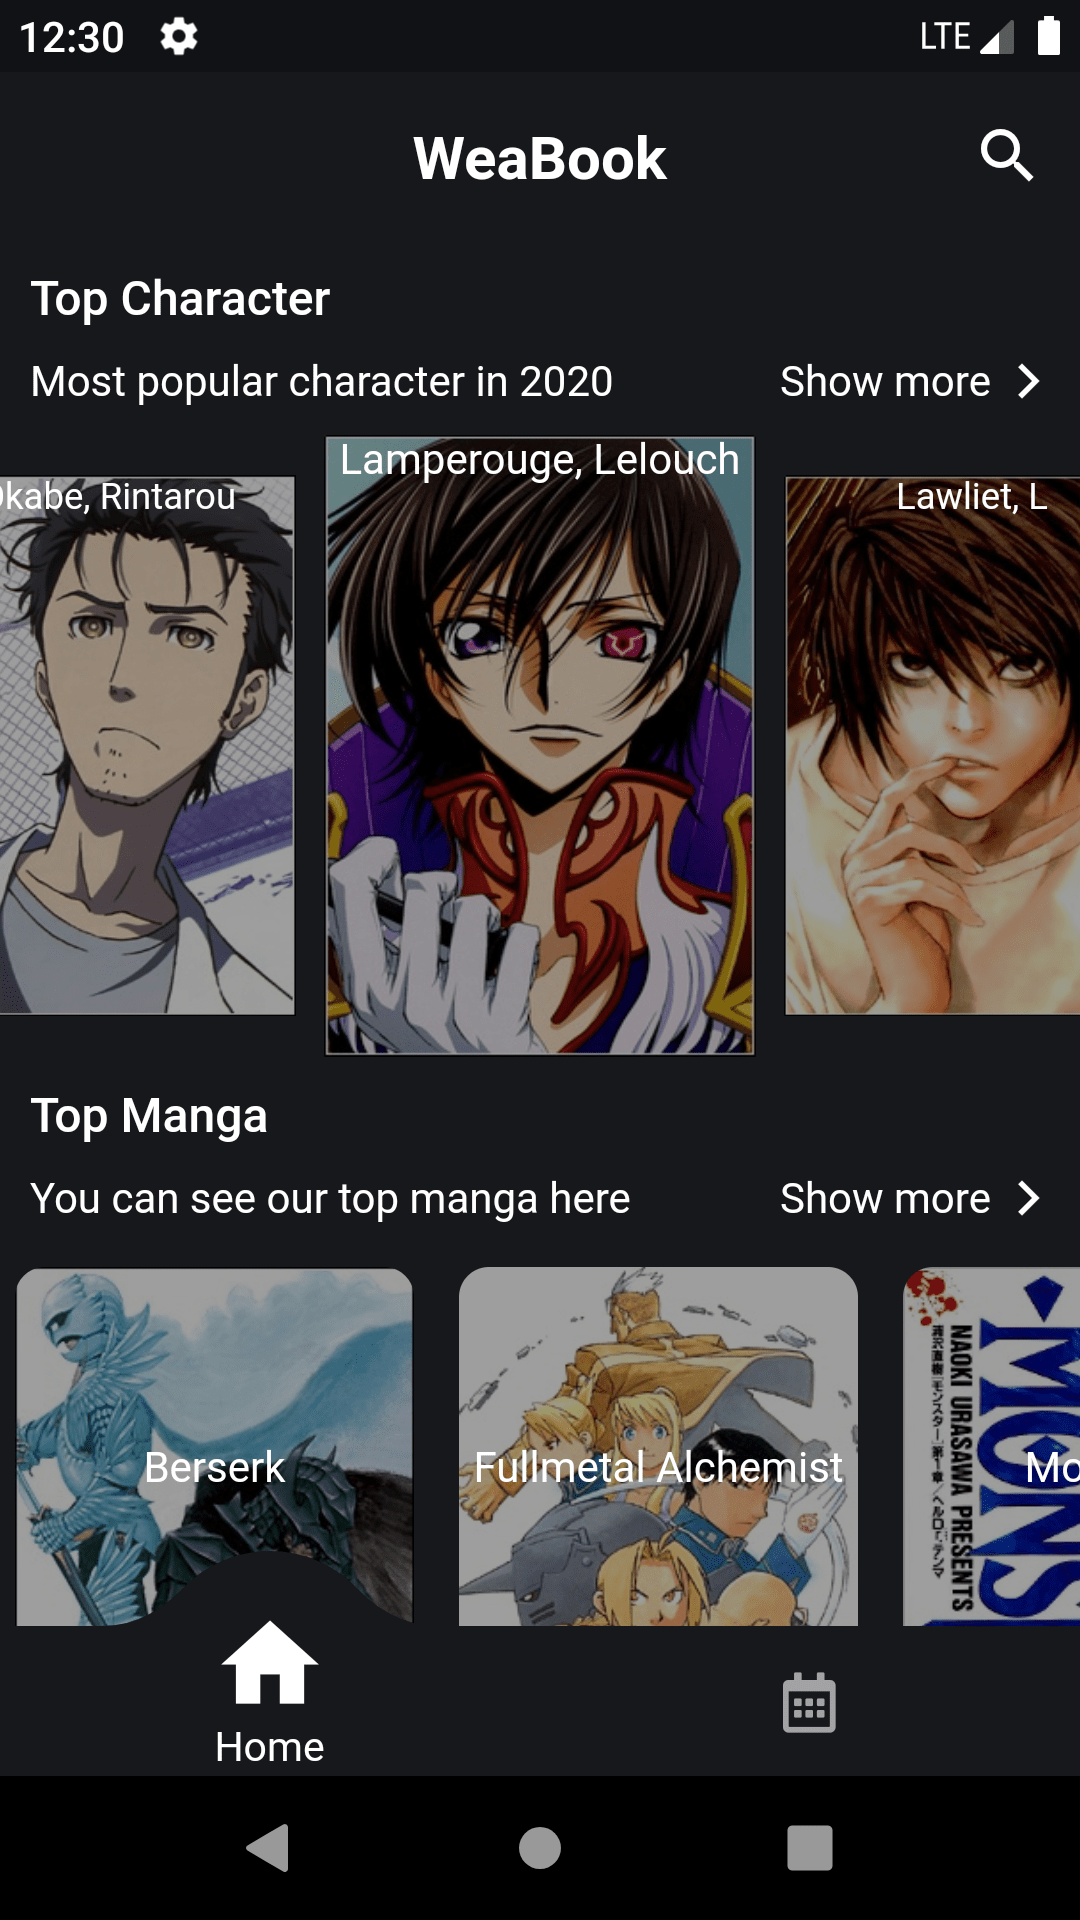 12:30
LTE
WeaBook
Top Character
Most popular character in 2020
Show more
kabe, Rintarou
Lamperouge, Lelouch
Lawliet, L
Top Manga
You can see our top manga here
Show more
Berserk
Fullmetal Alchemist
Mo
MONS
NAOKI URASAWA PRESENTS
Home